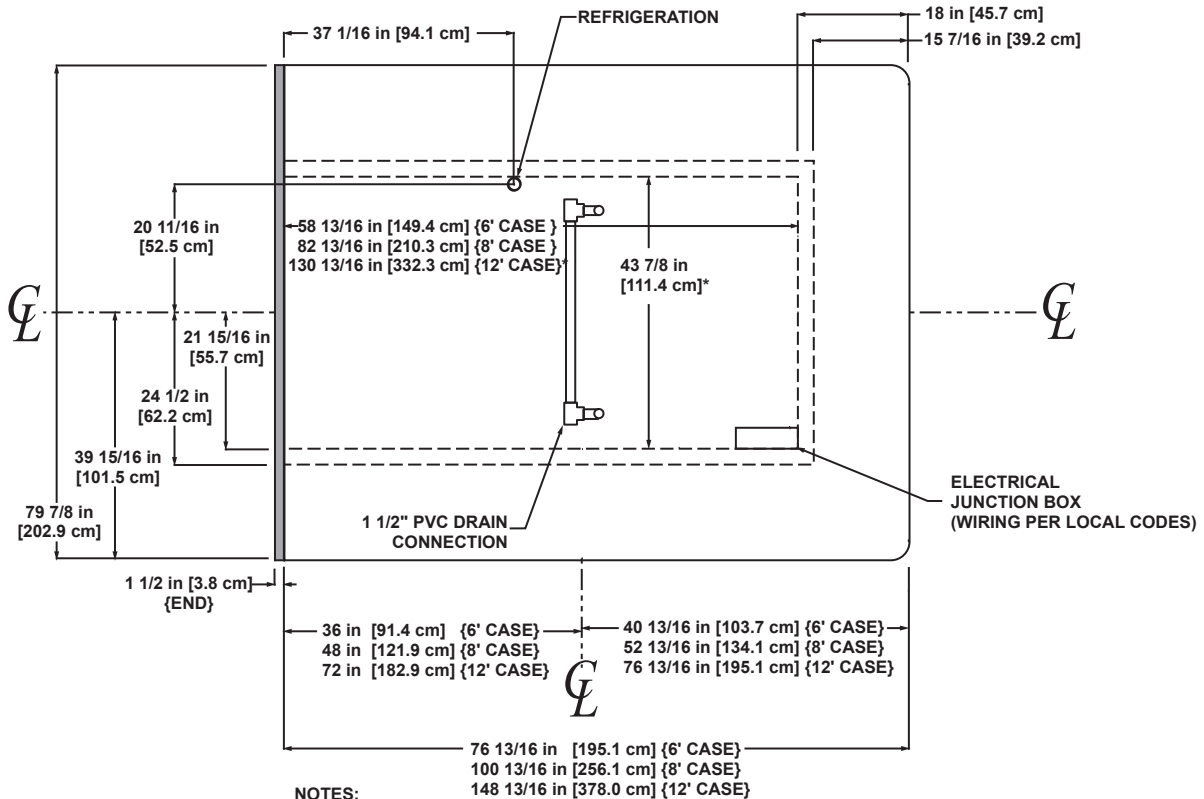 REFRIGERATION
18 in [45.7 cm]
37 1/16 in [94.1 cm]
15 7/16 in [39.2 cm]
20 11/16 in
[52.5 cm]
58 13/16 in [149.4 cm] {6' CASE }
82 13/16 in [210.3 cm] {8' CASE }
130 13/16 in [332.3 cm] {12' CASE}*
43 7/8 in
[111.4 cm]*
CL
CL
21 15/16 in
[55.7 cm]
24 1/2 in
[62.2 cm]
39 15/16 in
[101.5 cm]
79 7/8 in
[202.9 cm]
1 1/2" PVC DRAIN
CONNECTION
ELECTRICAL
JUNCTION BOX
(WIRING PER LOCAL CODES)
1 1/2 in [3.8 cm]
{END}
36 in [91.4 cm] {6' CASE}
48 in [121.9 cm] {8' CASE}
72 in [182.9 cm] {12' CASE}
40 13/16 in [103.7 cm] {6' CASE}
52 13/16 in [134.1 cm] {8' CASE}
76 13/16 in [195.1 cm] {12' CASE}
CL
76 13/16 in [195.1 cm] {6' CASE}
100 13/16 in [256.1 cm] {8' CASE}
148 13/16 in [378.0 cm] {12' CASE}
NOTES: